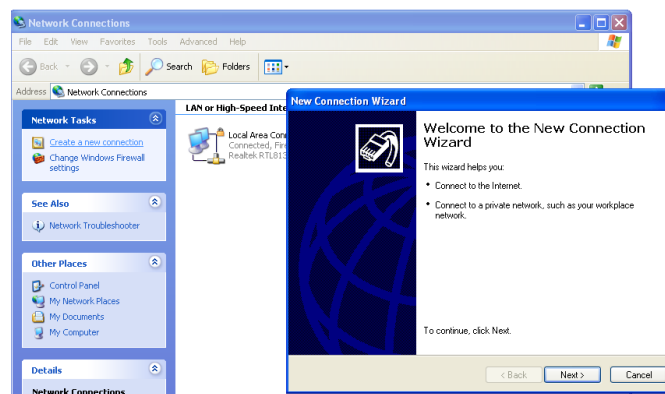 Network Connections
File Edit View Favorites Tools Advanced Help
Back Search Folders
Address Network Connections
Network Tasks
Create a new connection
Change Windows Firewall
settings
See Also
Network Troubleshooter
Other Places
Control Panel
My Network Places
My Documents
My Computer
Details
Network Connections
LAN or High-Speed Inte
Local Area Con
Connected, Fire
Realtek RTL813
New Connection Wizard
Welcome to the New Connection
Wizard
This wizard helps you:
• Connect to the Internet.
• Connect to a private network, such as your workplace
network.
To continue, click Next.
< Back Next > Cancel